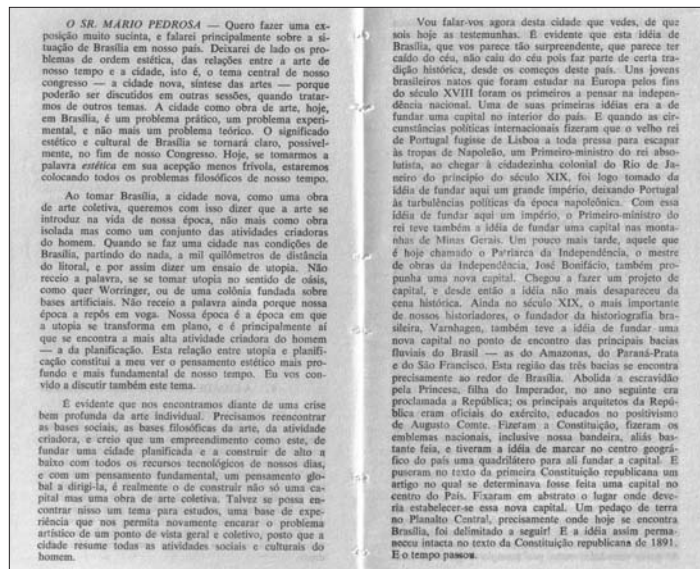 O SR. MÁRIO PEDROSA — Quero fazer uma ex-
posição muito sucinta, e falarei principalmente sobre a si-
tuação de Brasília em nosso país. Deixarei de lado os pro-
blemas de ordem estética, das relações entre a arte de
nosso tempo e a cidade, isto é, o tema central de nosso
congresso — a cidade nova, síntese das artes — porque
poderão ser discutidos em outras sessões, quando tratar-
mos de outros temas. A cidade como obra de arte, hoje,
em Brasília, é um problema prático, um problema experi-
mental, e não mais um problema teórico. O significado
estético e cultural de Brasília se tornará claro, possivel-
mente, no fim de nosso Congresso. Hoje, se tomarmos a
palavra estética em sua acepção menos frívola, estaremos
colocando todos os problemas filosóficos de nosso tempo.
Ao tomar Brasília, a cidade nova, como uma obra
de arte coletiva, queremos com isso dizer que a arte se
introduz na vida de nossa época, não mais como obra
isolada mas como um conjunto das atividades criadoras
do homem. Quando se faz uma cidade nas condições de
Brasília, partindo do nada, a mil quilômetros de distância
do litoral, e por assim dizer um ensaio de utopia. Não
receio a palavra, se se tomar utopia no sentido de oásis,
como quer Worringer, ou de uma colônia fundada sobre
bases artificiais. Não receio a palavra ainda porque nossa
época a repôs em voga. Nossa época é a época em que
a utopia se transforma em plano, e é principalmente aí
que se encontra a mais alta atividade criadora do homem
— a da planificação. Esta relação entre utopia e planifi-
cação constitui a meu ver o pensamento estético mais pro-
fundo e mais fundamental de nosso tempo. Eu vos con-
vido a discutir também este tema.
É evidente que nos encontramos diante de uma crise
bem profunda da arte individual. Precisamos reencontrar
as bases sociais, as bases filosóficas da arte, da atividade
criadora, e creio que um empreendimento como este, de
fundar uma cidade planificada e a construir de alto a
baixo com todos os recursos tecnológicos de nossos dias,
e com um pensamento fundamental, um pensamento glo-
bal a dirigi-la, é realmente o de construir não só uma ca-
pital mas uma obra de arte coletiva. Talvez se possa en-
contrar nisso um tema para estudos, uma base de expe-
riência que nos permita novamente encarar o problema
artístico de um ponto de vista geral e coletivo, posto que a
cidade resume todas as atividades sociais e culturais do
homem.
Vou falar-vos agora desta cidade que vedes, de que
sois hoje as testemunhas. É evidente que esta idéia de
Brasília, que vos parece tão surpreendente, que parece ter
caído do céu, não caiu do céu pois faz parte de certa tra-
dição histórica, desde os começos deste país. Uns jovens
brasileiros natos que foram estudar na Europa pelos fins
do século XVIII foram os primeiros a pensar na indepen-
dência nacional. Uma de suas primeiras idéias era a de
fundar uma capital no interior do país. E quando as cir-
cunstâncias políticas internacionais fizeram que o velho rei
de Portugal fugisse de Lisboa a toda pressa para escapar
às tropas de Napoleão, um Primeiro-ministro do rei abso-
lutista, ao chegar à cidadezinha colonial do Rio de Ja-
neiro do princípio do século XIX, foi logo tomado da
idéia de fundar aqui um grande império, deixando Portugal
às turbulências políticas da época napoleônica. Com essa
idéia de fundar aqui um império, o Primeiro-ministro do
rei teve também a idéia de fundar uma capital nas monta-
nhas de Minas Gerais. Um pouco mais tarde, aquele que
é hoje chamado o Patriarca da Independência, o mestre
de obras da Independência, José Bonifácio, também pro-
punha uma nova capital. Chegou a fazer um projeto de
capital, e desde então a idéia não mais desapareceu da
cena histórica. Ainda no século XIX, o mais importante
de nossos historiadores, o fundador da historiografia bra-
sileira, Varnhagen, também teve a idéia de fundar uma
nova capital no ponto de encontro das principais bacias
fluviais do Brasil — as do Amazonas, do Paraná-Prata
e do São Francisco. Esta região das três bacias se encontra
precisamente ao redor de Brasília. Abolida a escravidão
pela Princesa, filha do Imperador, no ano seguinte era
proclamada a República; os principais arquitetos da Repú-
blica eram oficiais do exército, educados no positivismo
de Augusto Comte. Fizeram a Constituição, fizeram os
emblemas nacionais, inclusive nossa bandeira, aliás bas-
tante feia, e tiveram a idéia de marcar no centro geográ-
fico do país uma quadrilátero para ali fundar a capital. E
puseram no texto da primeira Constituição republicana um
artigo no qual se determinava fosse feita uma capital no
centro do País. Fixaram em abstrato o lugar onde deve-
ria estabelecer-se essa nova capital. Um pedaço de terra
no Planalto Central, precisamente onde hoje se encontra
Brasília, foi delimitado a seguir! E a idéia assim perma-
neceu intacta no texto da Constituição republicana de 1891.
E o tempo passou.